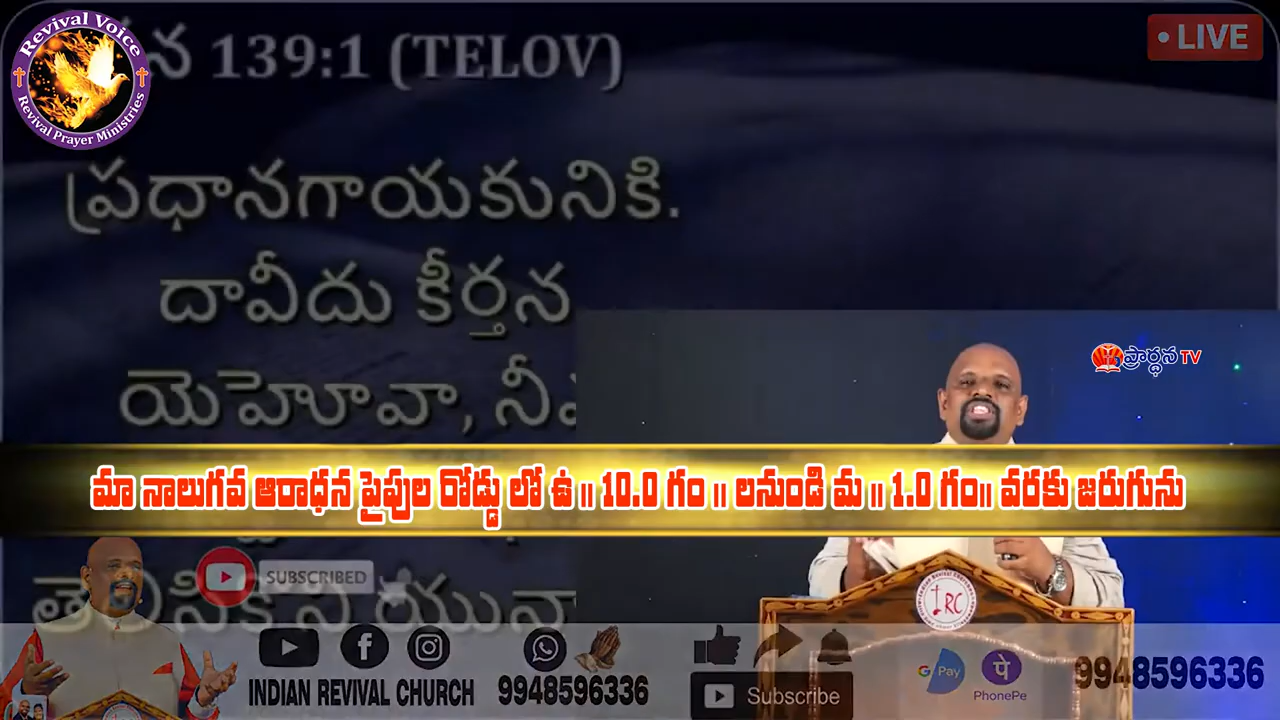 Revival Voice
Revival Prayer Ministries
న 139:1 (TELOV)
LIVE
ప్రధానగాయకునికి.
దావీదు కీర్తన
యెహోవా,
ప్రార్థన TV
మా నాలుగవ ఆరాధన పైపుల రోడ్డు లో ఉ ॥ 10.0 గం ॥ లనుండి మ ॥ 1.0 గం॥ వరకు జరుగును
SUBSCRIBED
IRC
INDIAN REVIVAL CHURCH
9948596336
Subscribe
G Pay
PhonePe
9948596336